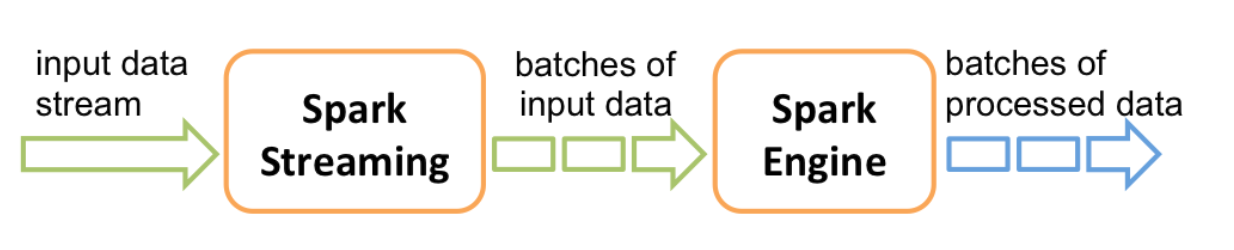 input data
stream
Spark
Streaming
batches of
input data
Spark
Engine
batches of
processed data